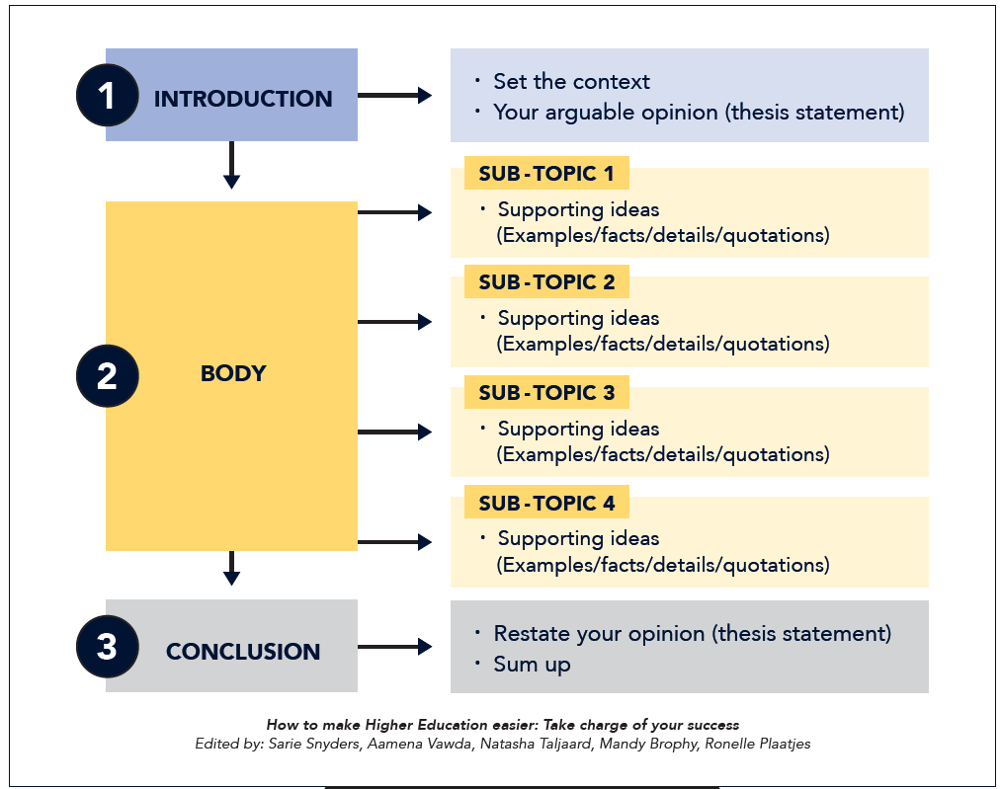 1
INTRODUCTION
· Set the context
· Your arguable opinion (thesis statement)
2
BODY
SUB-TOPIC 1
· Supporting ideas
(Examples/facts/details/quotations)
SUB-TOPIC 2
· Supporting ideas
(Examples/facts/details/quotations)
SUB-TOPIC 3
· Supporting ideas
(Examples/facts/details/quotations)
SUB-TOPIC 4
· Supporting ideas
(Examples/facts/details/quotations)
3
CONCLUSION
· Restate your opinion (thesis statement)
· Sum up
How to make Higher Education easier: Take charge of your success
Edited by: Sarie Snyders, Aamena Vawda, Natasha Taljaard, Mandy Brophy, Ronelle Plaatjes